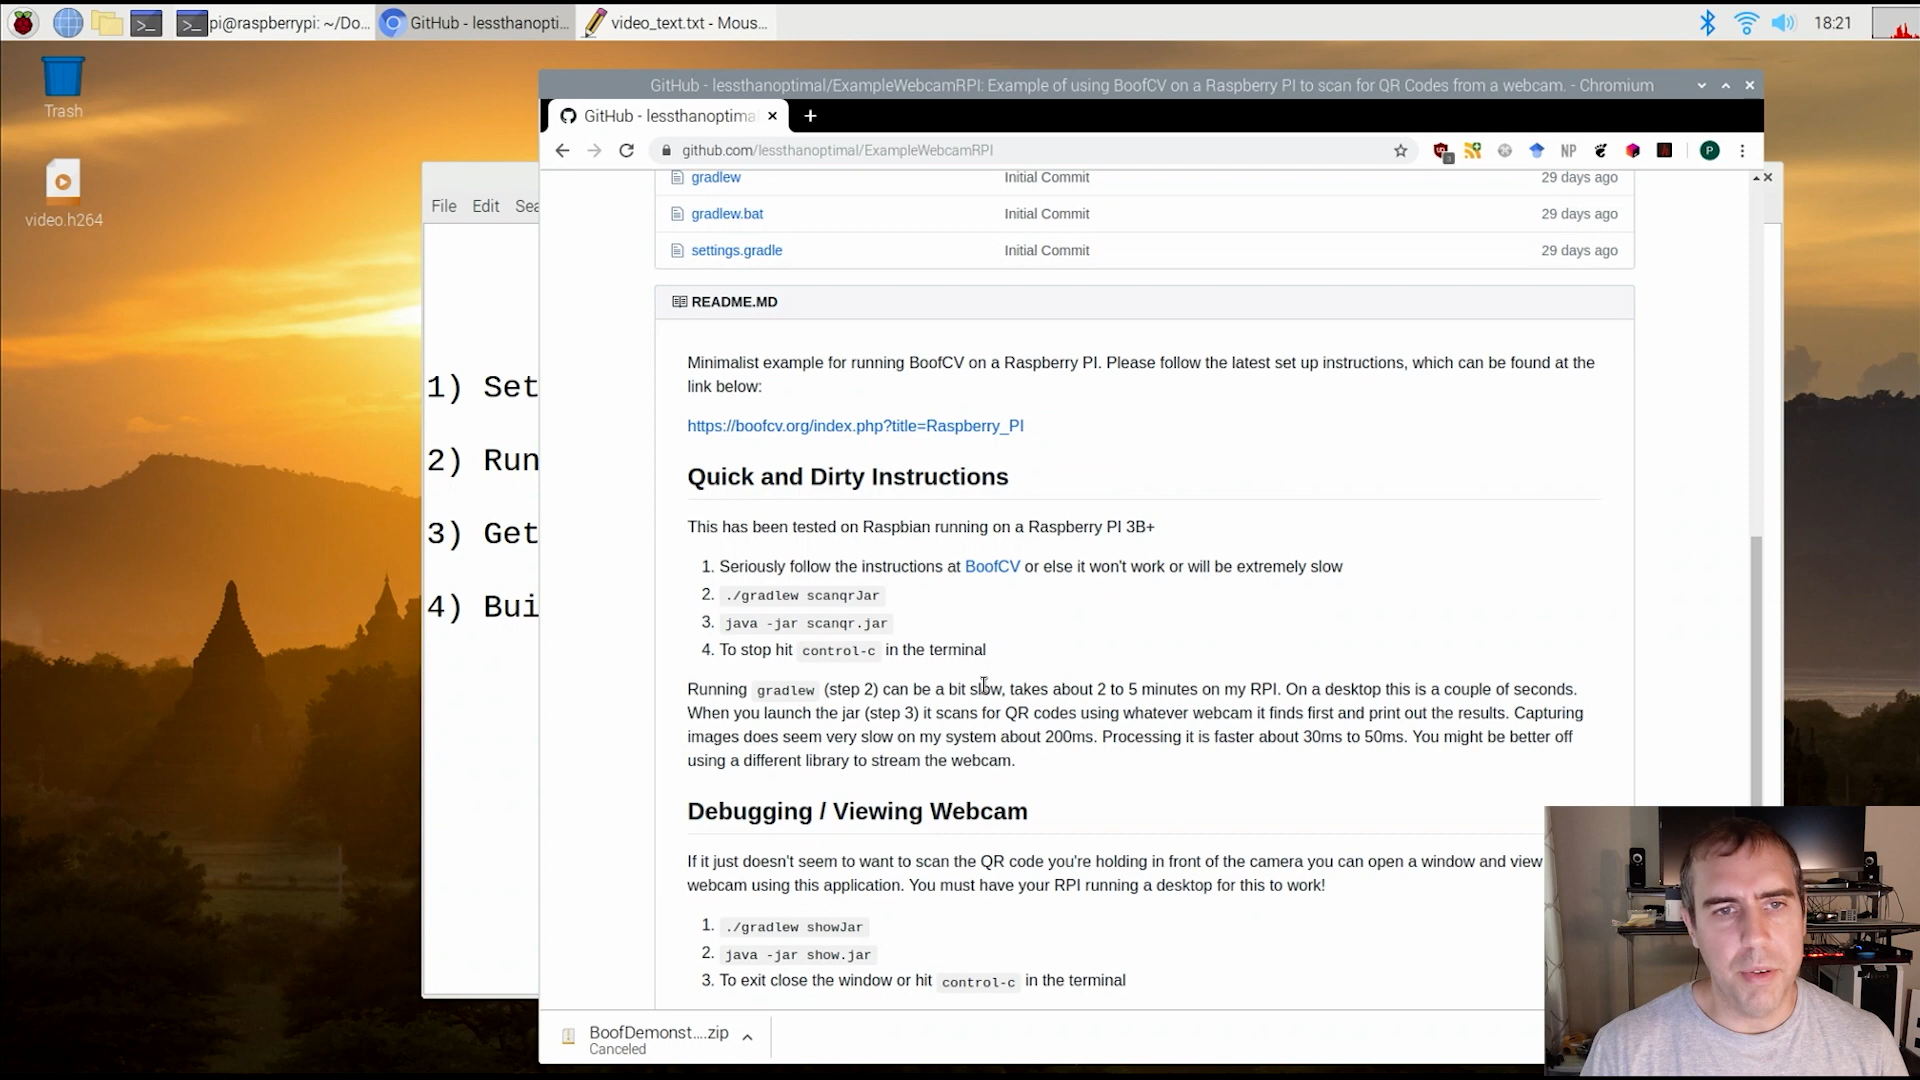 pi@raspberrypi: ~/Do...
GitHub - lessthanopti...
video_text.txt - Mous...
18:21
Trash
video.h264
File Edit Sea
1) Set
2) Run
3) Get
4) Bui
GitHub - lessthanoptimal/ExampleWebcamRPI: Example of using BoofCV on a Raspberry PI to scan for QR Codes from a webcam. - Chromium
GitHub - lessthanoptima
github.com/lessthanoptimal/ExampleWebcamRPI
NP
P
gradlew Initial Commit 29 days ago
gradlew.bat Initial Commit 29 days ago
settings.gradle Initial Commit 29 days ago
README.MD
Minimalist example for running BoofCV on a Raspberry PI. Please follow the latest set up instructions, which can be found at the
link below:
https://boofcv.org/index.php?title=Raspberry_PI
Quick and Dirty Instructions
This has been tested on Raspbian running on a Raspberry PI 3B+
1. Seriously follow the instructions at BoofCV or else it won't work or will be extremely slow
2. ./gradlew scanqrJar
3. java -jar scanqr.jar
4. To stop hit control-c in the terminal
Running gradlew (step 2) can be a bit slow, takes about 2 to 5 minutes on my RPI. On a desktop this is a couple of seconds.
When you launch the jar (step 3) it scans for QR codes using whatever webcam it finds first and print out the results. Capturing
images does seem very slow on my system about 200ms. Processing it is faster about 30ms to 50ms. You might be better off
using a different library to stream the webcam.
Debugging / Viewing Webcam
If it just doesn't seem to want to scan the QR code you're holding in front of the camera you can open a window and view
webcam using this application. You must have your RPI running a desktop for this to work!
1. ./gradlew showJar
2. java -jar show.jar
3. To exit close the window or hit control-c in the terminal
BoofDemonst....zip
Canceled